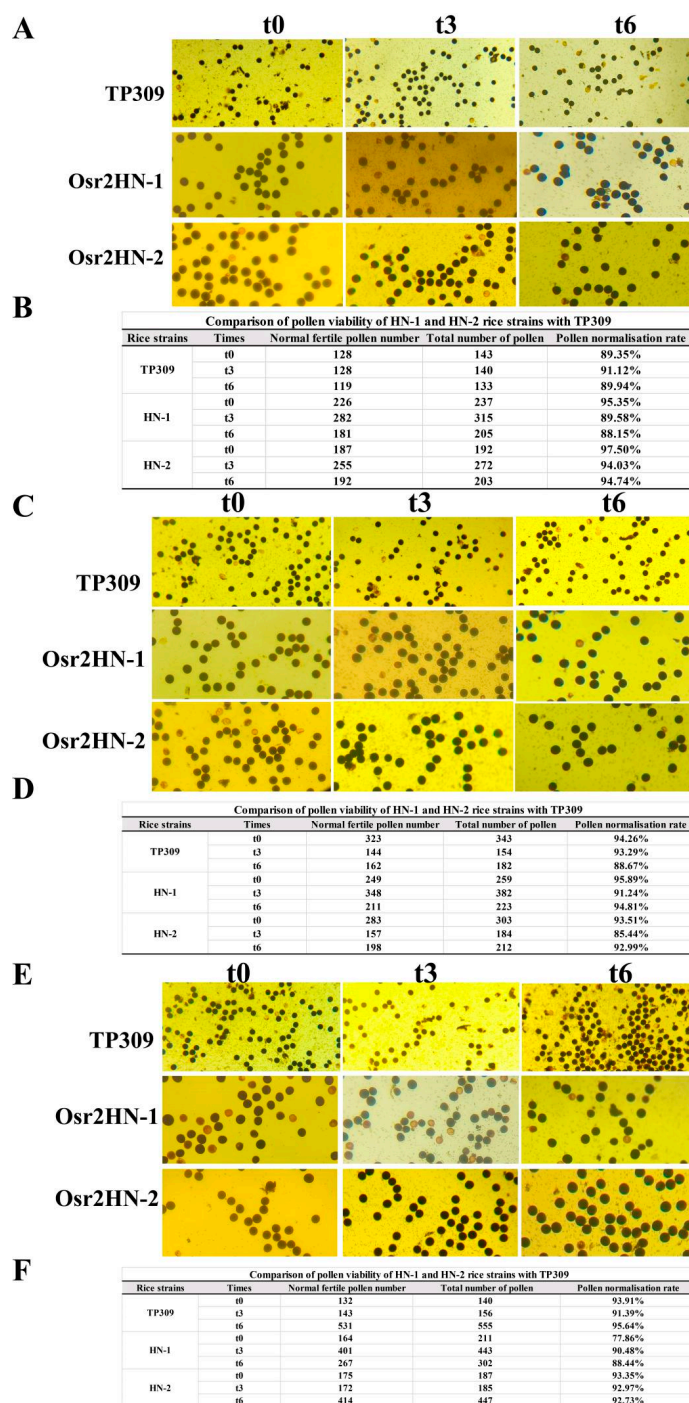 A
t0 t3 t6
TP309
Osr2HN-1
Osr2HN-2
B
Comparison of pollen viability of HN-1 and HN-2 rice strains with TP309
Rice strains Times Normal fertile pollen number Total number of pollen Pollen normalisation rate
TP309 t0 128 143 89.35%
t3 128 140 91.12%
t6 119 133 89.94%
HN-1 t0 226 237 95.35%
t3 282 315 89.58%
t6 181 205 88.15%
HN-2 t0 187 192 97.50%
t3 255 272 94.03%
t6 192 203 94.74%
C
t0 t3 t6
TP309
Osr2HN-1
Osr2HN-2
D
Comparison of pollen viability of HN-1 and HN-2 rice strains with TP309
Rice strains Times Normal fertile pollen number Total number of pollen Pollen normalisation rate
TP309 t0 323 343 94.26%
t3 144 154 93.29%
t6 162 182 88.67%
HN-1 t0 249 259 95.89%
t3 348 382 91.24%
t6 211 223 94.81%
HN-2 t0 283 303 93.51%
t3 157 184 85.44%
t6 198 212 92.99%
E
t0 t3 t6
TP309
Osr2HN-1
Osr2HN-2
F
Comparison of pollen viability of HN-1 and HN-2 rice strains with TP309
Rice strains Times Normal fertile pollen number Total number of pollen Pollen normalisation rate
TP309 t0 132 140 93.91%
t3 143 156 91.39%
t6 531 555 95.64%
HN-1 t0 164 211 77.86%
t3 401 443 90.48%
t6 267 302 88.44%
HN-2 t0 175 187 93.35%
t3 172 185 92.97%
t6 414 447 92.73%